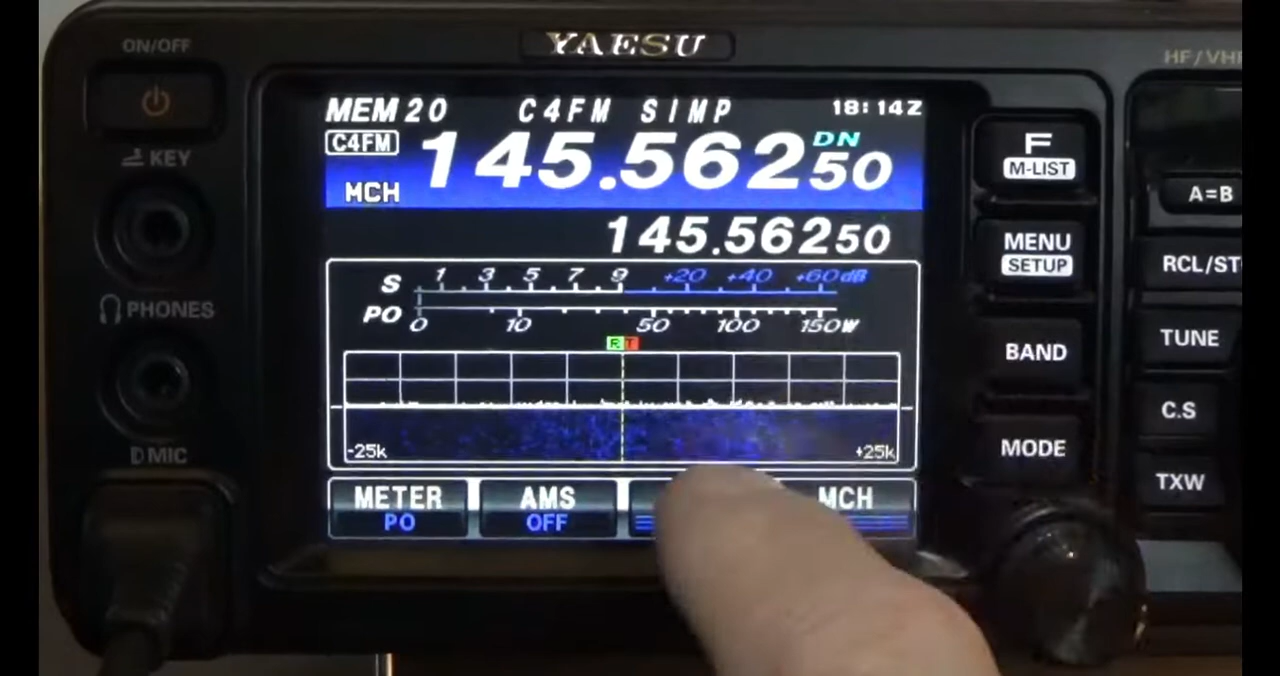 YAESU
ON/OFF
HF/VH
MEM 20 C4FM SIMP 18:14Z
C4FM 145.56250 DN
MCH
145.56250
S 1 3 5 7 9 +20 +40 +60dB
PO 0 10 50 100 150W
R T
-25k +25k
METER AMS MCH
PO OFF
KEY
PHONES
MIC
F
M-LIST
MENU
SETUP
BAND
MODE
A=B
RCL/ST
TUNE
C.S
TXW